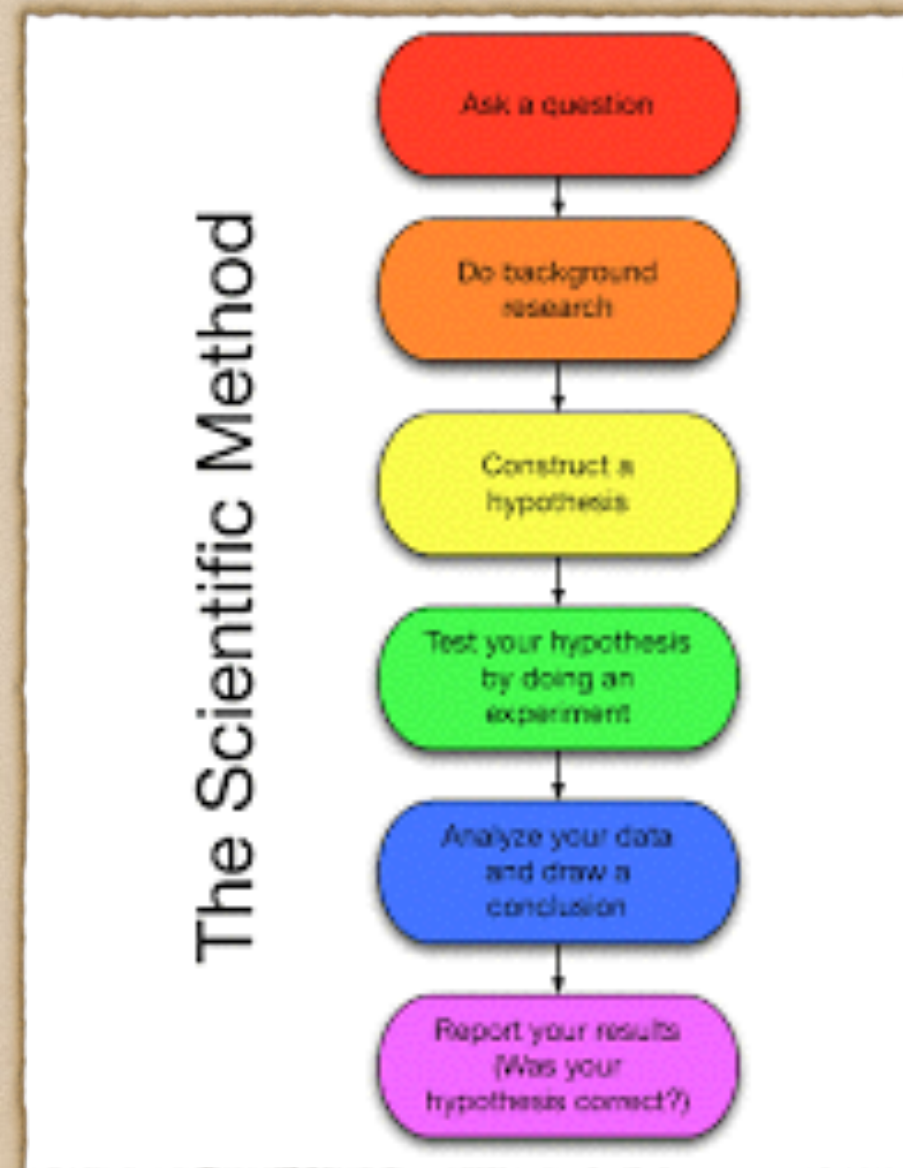 The Scientific Method
Ask a question
Do background
research
Construct a
hypothesis
Test your hypothesis
by doing an
experiment
Analyze your data
and draw a
conclusion
Report your results
(Was your
hypothesis correct?)